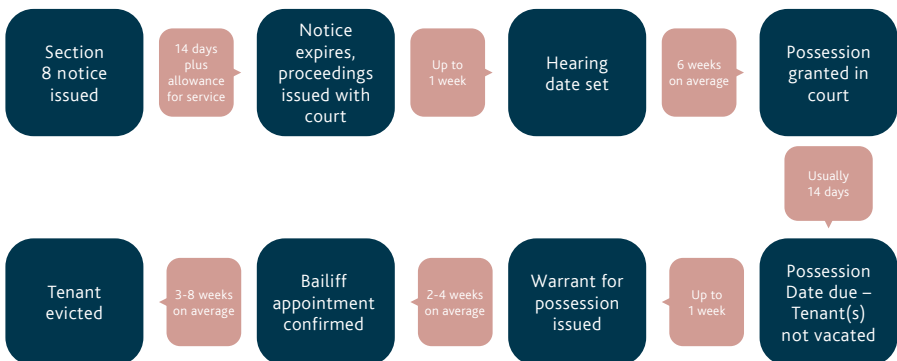 Section
8 notice
issued
14 days
plus
allowance
for service
Notice
expires,
proceedings
issued with
court
Up to
1 week
Hearing
date set
6 weeks
on average
Possession
granted in
court
Usually
14 days
Possession
Date due –
Tenant(s)
not vacated
Up to
1 week
Warrant for
possession
issued
2-4 weeks
on average
Bailiff
appointment
confirmed
3-8 weeks
on average
Tenant
evicted